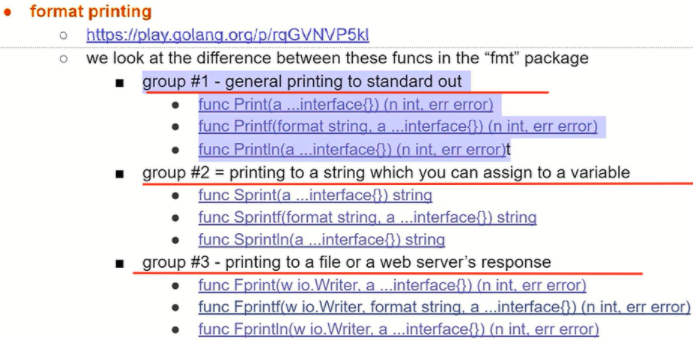 format printing
https://play.golang.org/p/rqGVNVP5kI
we look at the difference between these funcs in the “fmt” package
group #1 - general printing to standard out
func Print(a ...interface{}) (n int, err error)
func Printf(format string, a ...interface{}) (n int, err error)
func Println(a ...interface{}) (n int, err error)t
group #2 = printing to a string which you can assign to a variable
func Sprint(a ...interface{}) string
func Sprintf(format string, a ...interface{}) string
func Sprintln(a ...interface{}) string
group #3 - printing to a file or a web server’s response
func Fprint(w io.Writer, a ...interface{}) (n int, err error)
func Fprintf(w io.Writer, format string, a ...interface{}) (n int, err error)
func Fprintln(w io.Writer, a ...interface{}) (n int, err error)